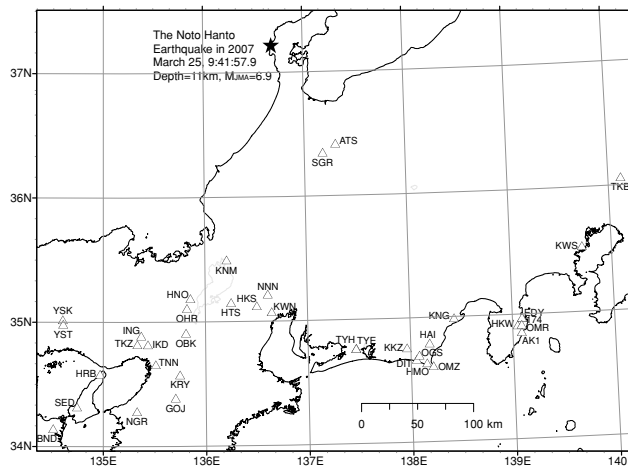 The Noto Hanto
Earthquake in 2007
March 25, 9:41:57.9
Depth=11km, MJMA=6.9
37N
ATS
SGR
TKB
36N
KWS
KNM
NNN
HNO
HKS
KWN
YSK
OHR
HTS
KNG
35N
EDY
HKW
174
YST
ING
OMR
TKZ
IKD
OBK
TYH
TYE
KKZ
HAI
AK1
OGS
TNN
DIT
HMO
OMZ
HRB
KRY
SED
GOJ
NGR
0
50
100 km
BND
34N
135E
136E
137E
138E
139E
140